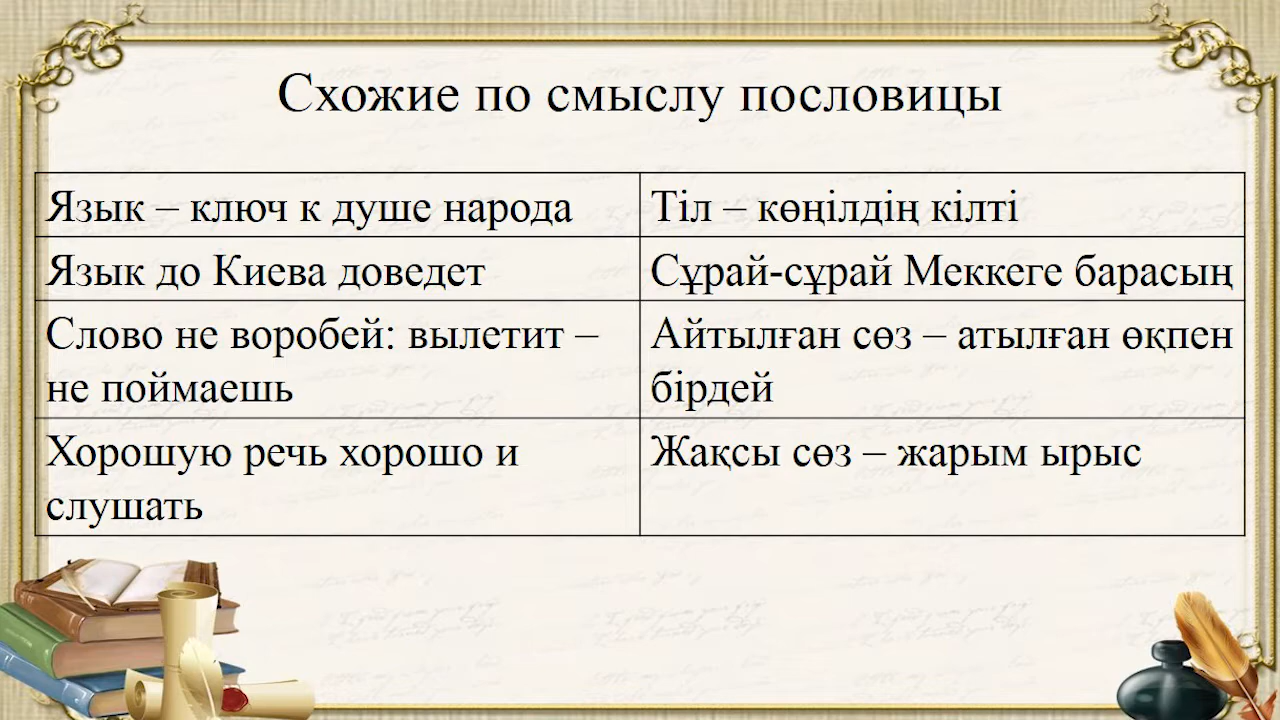 Схожие по смыслу пословицы
Язык – ключ к душе народа
Тіл – көңілдің кілті
Язык до Киева доведет
Сұрай-сұрай Меккеге барасың
Слово не воробей: вылетит –
не поймаешь
Айтылған сөз – атылған өқпен
бірдей
Хорошую речь хорошо и
слушать
Жақсы сөз – жарым ырыс